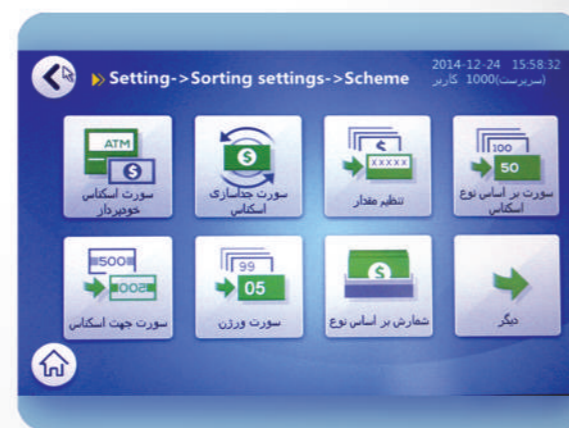 Setting->Sorting settings->Scheme
2014-12-24 15:58:32
(سرپرست)1000 کاربر
ATM
سورت اسکناس
خودپرداز
سورت جداسازی
اسکناس
XXXXX
تنظیم مقدار
100
50
سورت بر اساس نوع
اسکناس
500
500
سورت جهت اسکناس
99
05
سورت ورژن
شمارش بر اساس نوع
دیگر